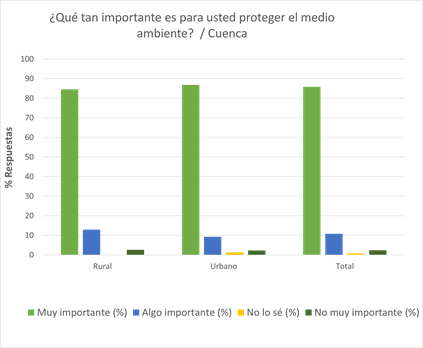 ¿Qué tan importante es para usted proteger el medio
ambiente? / Cuenca
% Respuestas
100
90
80
70
60
50
40
30
20
10
0
Rural Urbano Total
Muy importante (%) Algo importante (%) No lo sé (%) No muy importante (%)